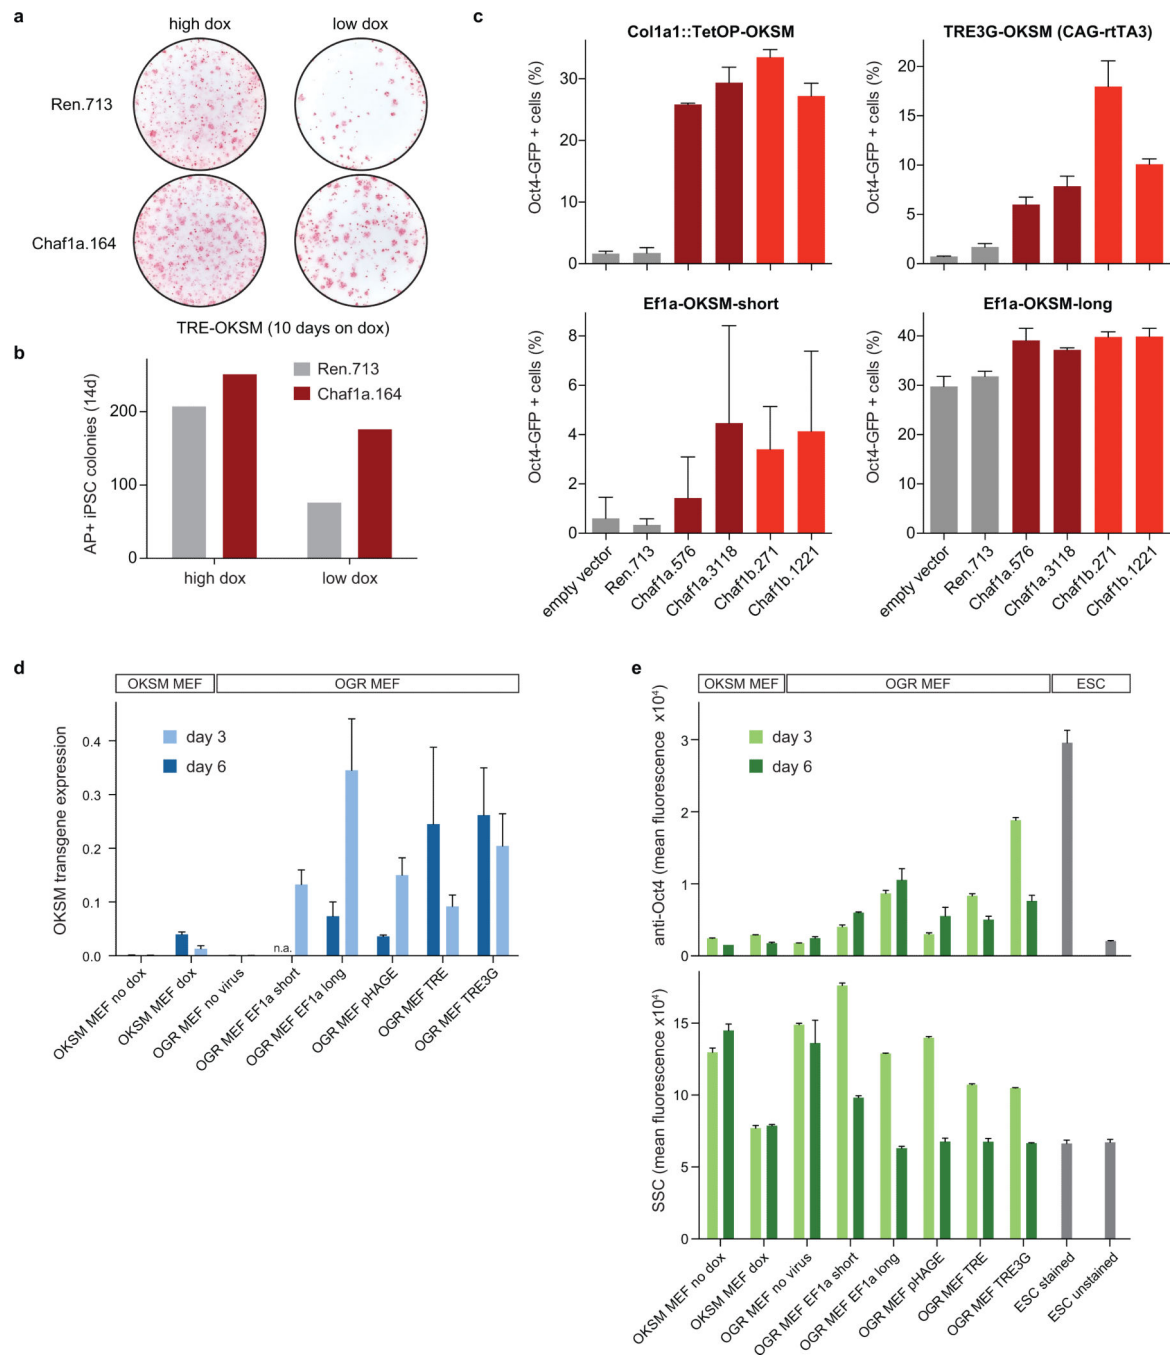 a
high dox
low dox
Ren.713
Chaf1a.164
TRE-OKSM (10 days on dox)
b
AP+ iPSC colonies (14d)
200
100
0
Ren.713
Chaf1a.164
high dox
low dox
c
Col1a1::TetOP-OKSM
Oct4-GFP + cells (%)
30
20
10
0
TRE3G-OKSM (CAG-rtTA3)
Oct4-GFP + cells (%)
20
15
10
5
0
Ef1a-OKSM-short
Oct4-GFP + cells (%)
8
6
4
2
0
empty vector
Ren.713
Chaf1a.576
Chaf1a.3118
Chaf1b.271
Chaf1b.1221
Ef1a-OKSM-long
Oct4-GFP + cells (%)
40
30
20
10
0
empty vector
Ren.713
Chaf1a.576
Chaf1a.3118
Chaf1b.271
Chaf1b.1221
d
OKSM MEF
OGR MEF
OKSM transgene expression
0.4
0.3
0.2
0.1
0.0
day 3
day 6
n.a.
OKSM MEF no dox
OKSM MEF dox
OGR MEF no virus
OGR MEF EF1a short
OGR MEF EF1a long
OGR MEF pHAGE
OGR MEF TRE
OGR MEF TRE3G
e
OKSM MEF
OGR MEF
ESC
anti-Oct4 (mean fluorescence x10⁴)
3
2
1
0
day 3
day 6
SSC (mean fluorescence x10⁴)
15
10
5
0
OKSM MEF no dox
OKSM MEF dox
OGR MEF no virus
OGR MEF EF1a short
OGR MEF EF1a long
OGR MEF pHAGE
OGR MEF TRE
OGR MEF TRE3G
ESC stained
ESC unstained